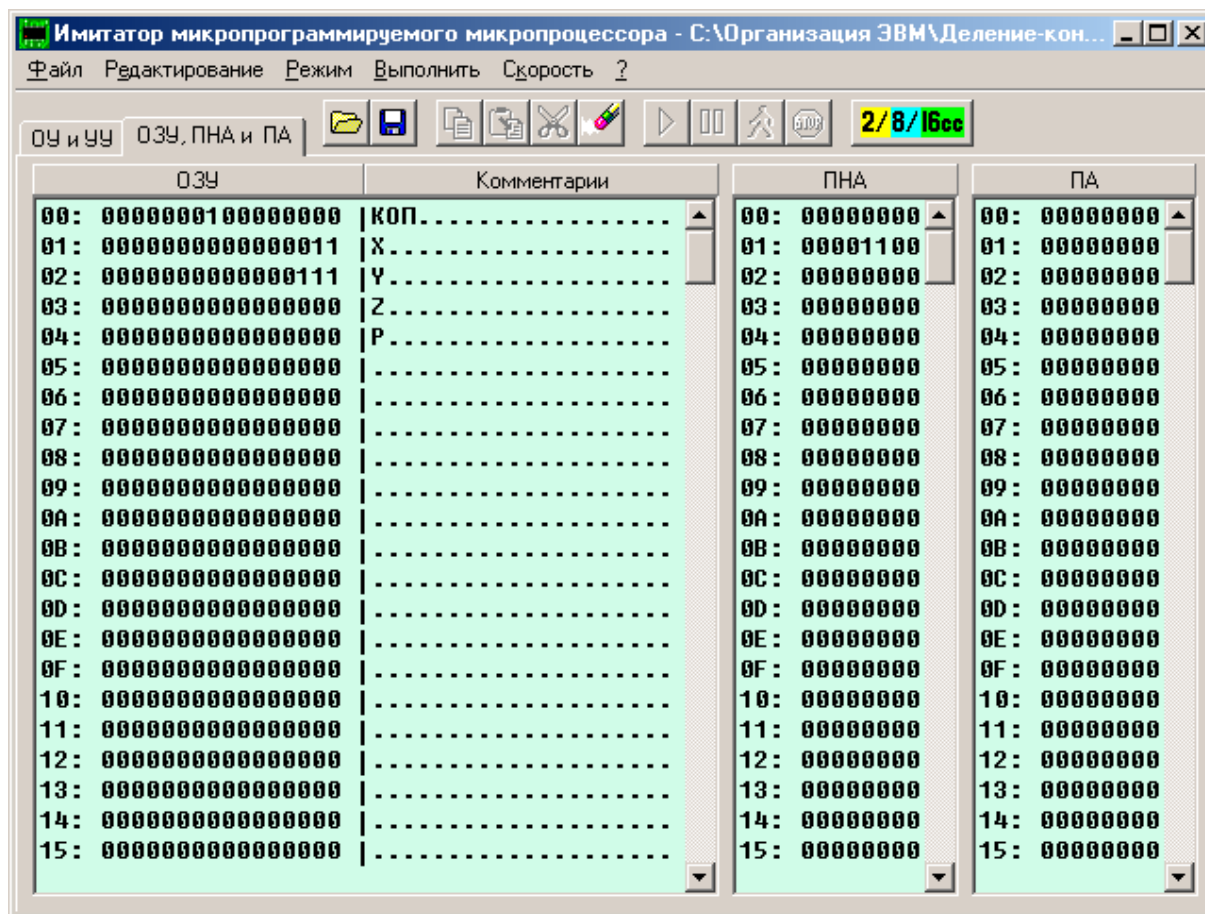 Имитатор микропрограммируемого микропроцессора - C:\Организация ЭВМ\Деление-кон...
Файл Редактирование Режим Выполнить Скорость ?
ОУ и УУ ОЗУ, ПНА и ПА STOP 2/8/16сс
ОЗУ Комментарии ПНА ПА
00: 0000000100000000 |КОП................... 00: 00000000 00: 00000000
01: 0000000000000011 |X................... 01: 00001100 01: 00000000
02: 0000000000000111 |Y................... 02: 00000000 02: 00000000
03: 0000000000000000 |Z................... 03: 00000000 03: 00000000
04: 0000000000000000 |P................... 04: 00000000 04: 00000000
05: 0000000000000000 |.................... 05: 00000000 05: 00000000
06: 0000000000000000 |.................... 06: 00000000 06: 00000000
07: 0000000000000000 |.................... 07: 00000000 07: 00000000
08: 0000000000000000 |.................... 08: 00000000 08: 00000000
09: 0000000000000000 |.................... 09: 00000000 09: 00000000
0A: 0000000000000000 |.................... 0A: 00000000 0A: 00000000
0B: 0000000000000000 |.................... 0B: 00000000 0B: 00000000
0C: 0000000000000000 |.................... 0C: 00000000 0C: 00000000
0D: 0000000000000000 |.................... 0D: 00000000 0D: 00000000
0E: 0000000000000000 |.................... 0E: 00000000 0E: 00000000
0F: 0000000000000000 |.................... 0F: 00000000 0F: 00000000
10: 0000000000000000 |.................... 10: 00000000 10: 00000000
11: 0000000000000000 |.................... 11: 00000000 11: 00000000
12: 0000000000000000 |.................... 12: 00000000 12: 00000000
13: 0000000000000000 |.................... 13: 00000000 13: 00000000
14: 0000000000000000 |.................... 14: 00000000 14: 00000000
15: 0000000000000000 |.................... 15: 00000000 15: 00000000